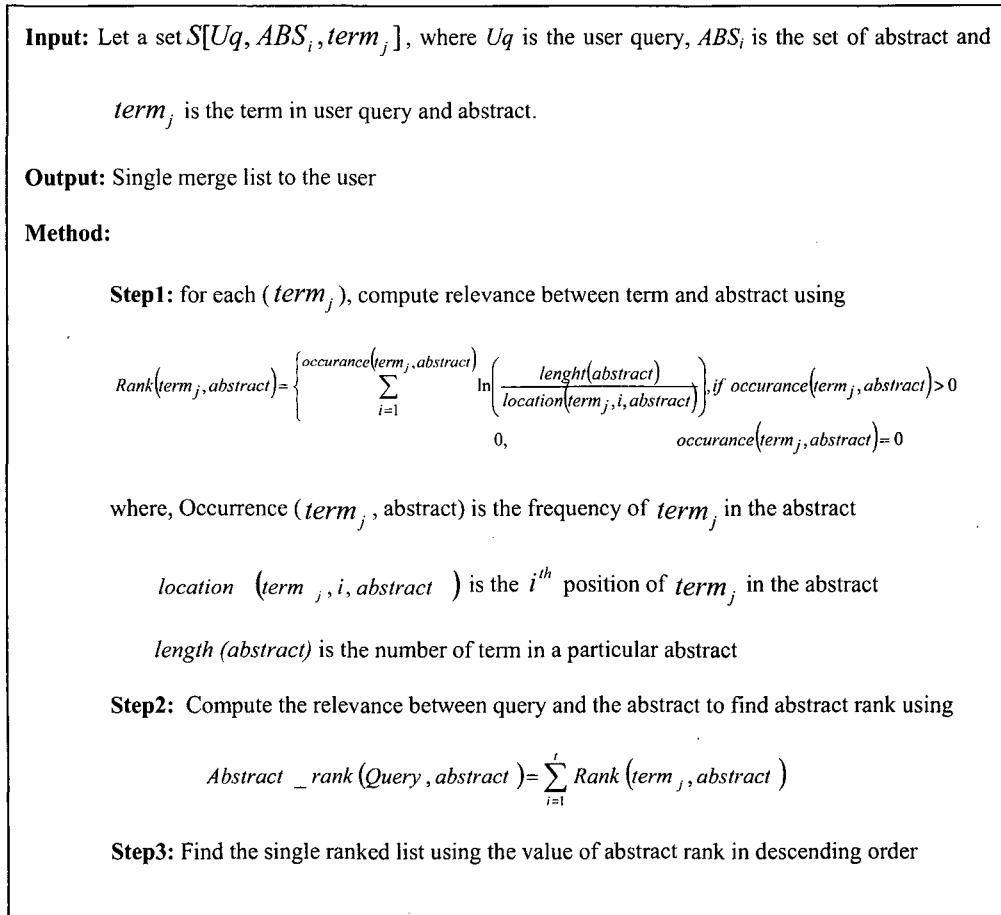 Input: Let a set S[Uq, ABS_i, term_j], where Uq is the user query, ABS_i is the set of abstract and
term_j is the term in user query and abstract.
Output: Single merge list to the user
Method:
Step1: for each (term_j), compute relevance between term and abstract using
Rank(term_j, abstract) = { occurance(term_j, abstract) ∑ i=1 ln( lenght(abstract) / location(term_j, i, abstract) ), if occurance(term_j, abstract) > 0
0, occurance(term_j, abstract) = 0
where, Occurrence (term_j, abstract) is the frequency of term_j in the abstract
location (term_j, i, abstract) is the i^th position of term_j in the abstract
length (abstract) is the number of term in a particular abstract
Step2: Compute the relevance between query and the abstract to find abstract rank using
Abstract _ rank (Query, abstract) = ∑ i=1 t Rank (term_j, abstract)
Step3: Find the single ranked list using the value of abstract rank in descending order